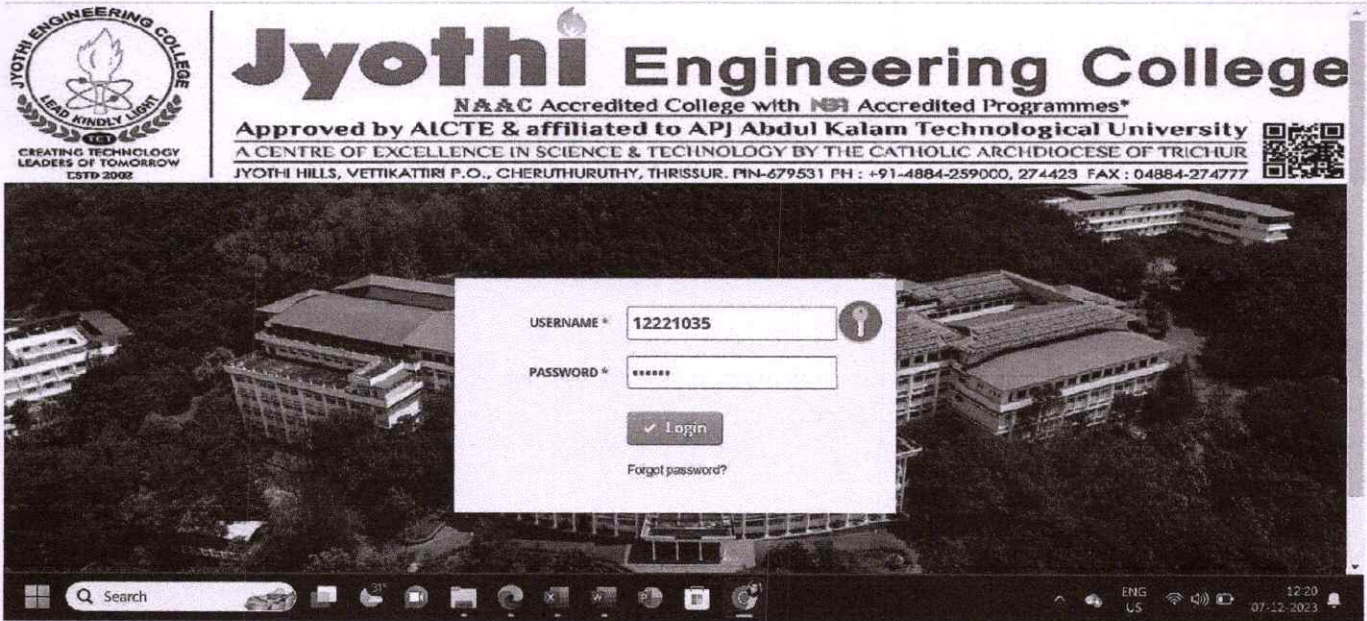 JYOTHI ENGINEERING COLLEGE
LEAD KINDLY LIGHT
CREATING TECHNOLOGY
LEADERS OF TOMORROW
ESTD 2002
Jyothi Engineering College
NAAC Accredited College with NBA Accredited Programmes*
Approved by AICTE & affiliated to APJ Abdul Kalam Technological University
A CENTRE OF EXCELLENCE IN SCIENCE & TECHNOLOGY BY THE CATHOLIC ARCHDIOCESE OF TRICHUR
JYOTHI HILLS, VETTIKATTIRI P.O., CHERUTHURUTHY, THRISSUR. PIN-679531 PH : +91-4884-259000, 274423 FAX : 04884-274777
USERNAME * 12221035
PASSWORD * ••••••
Login
Forgot password?
Search
31°
ENG
US
12:20
07-12-2023